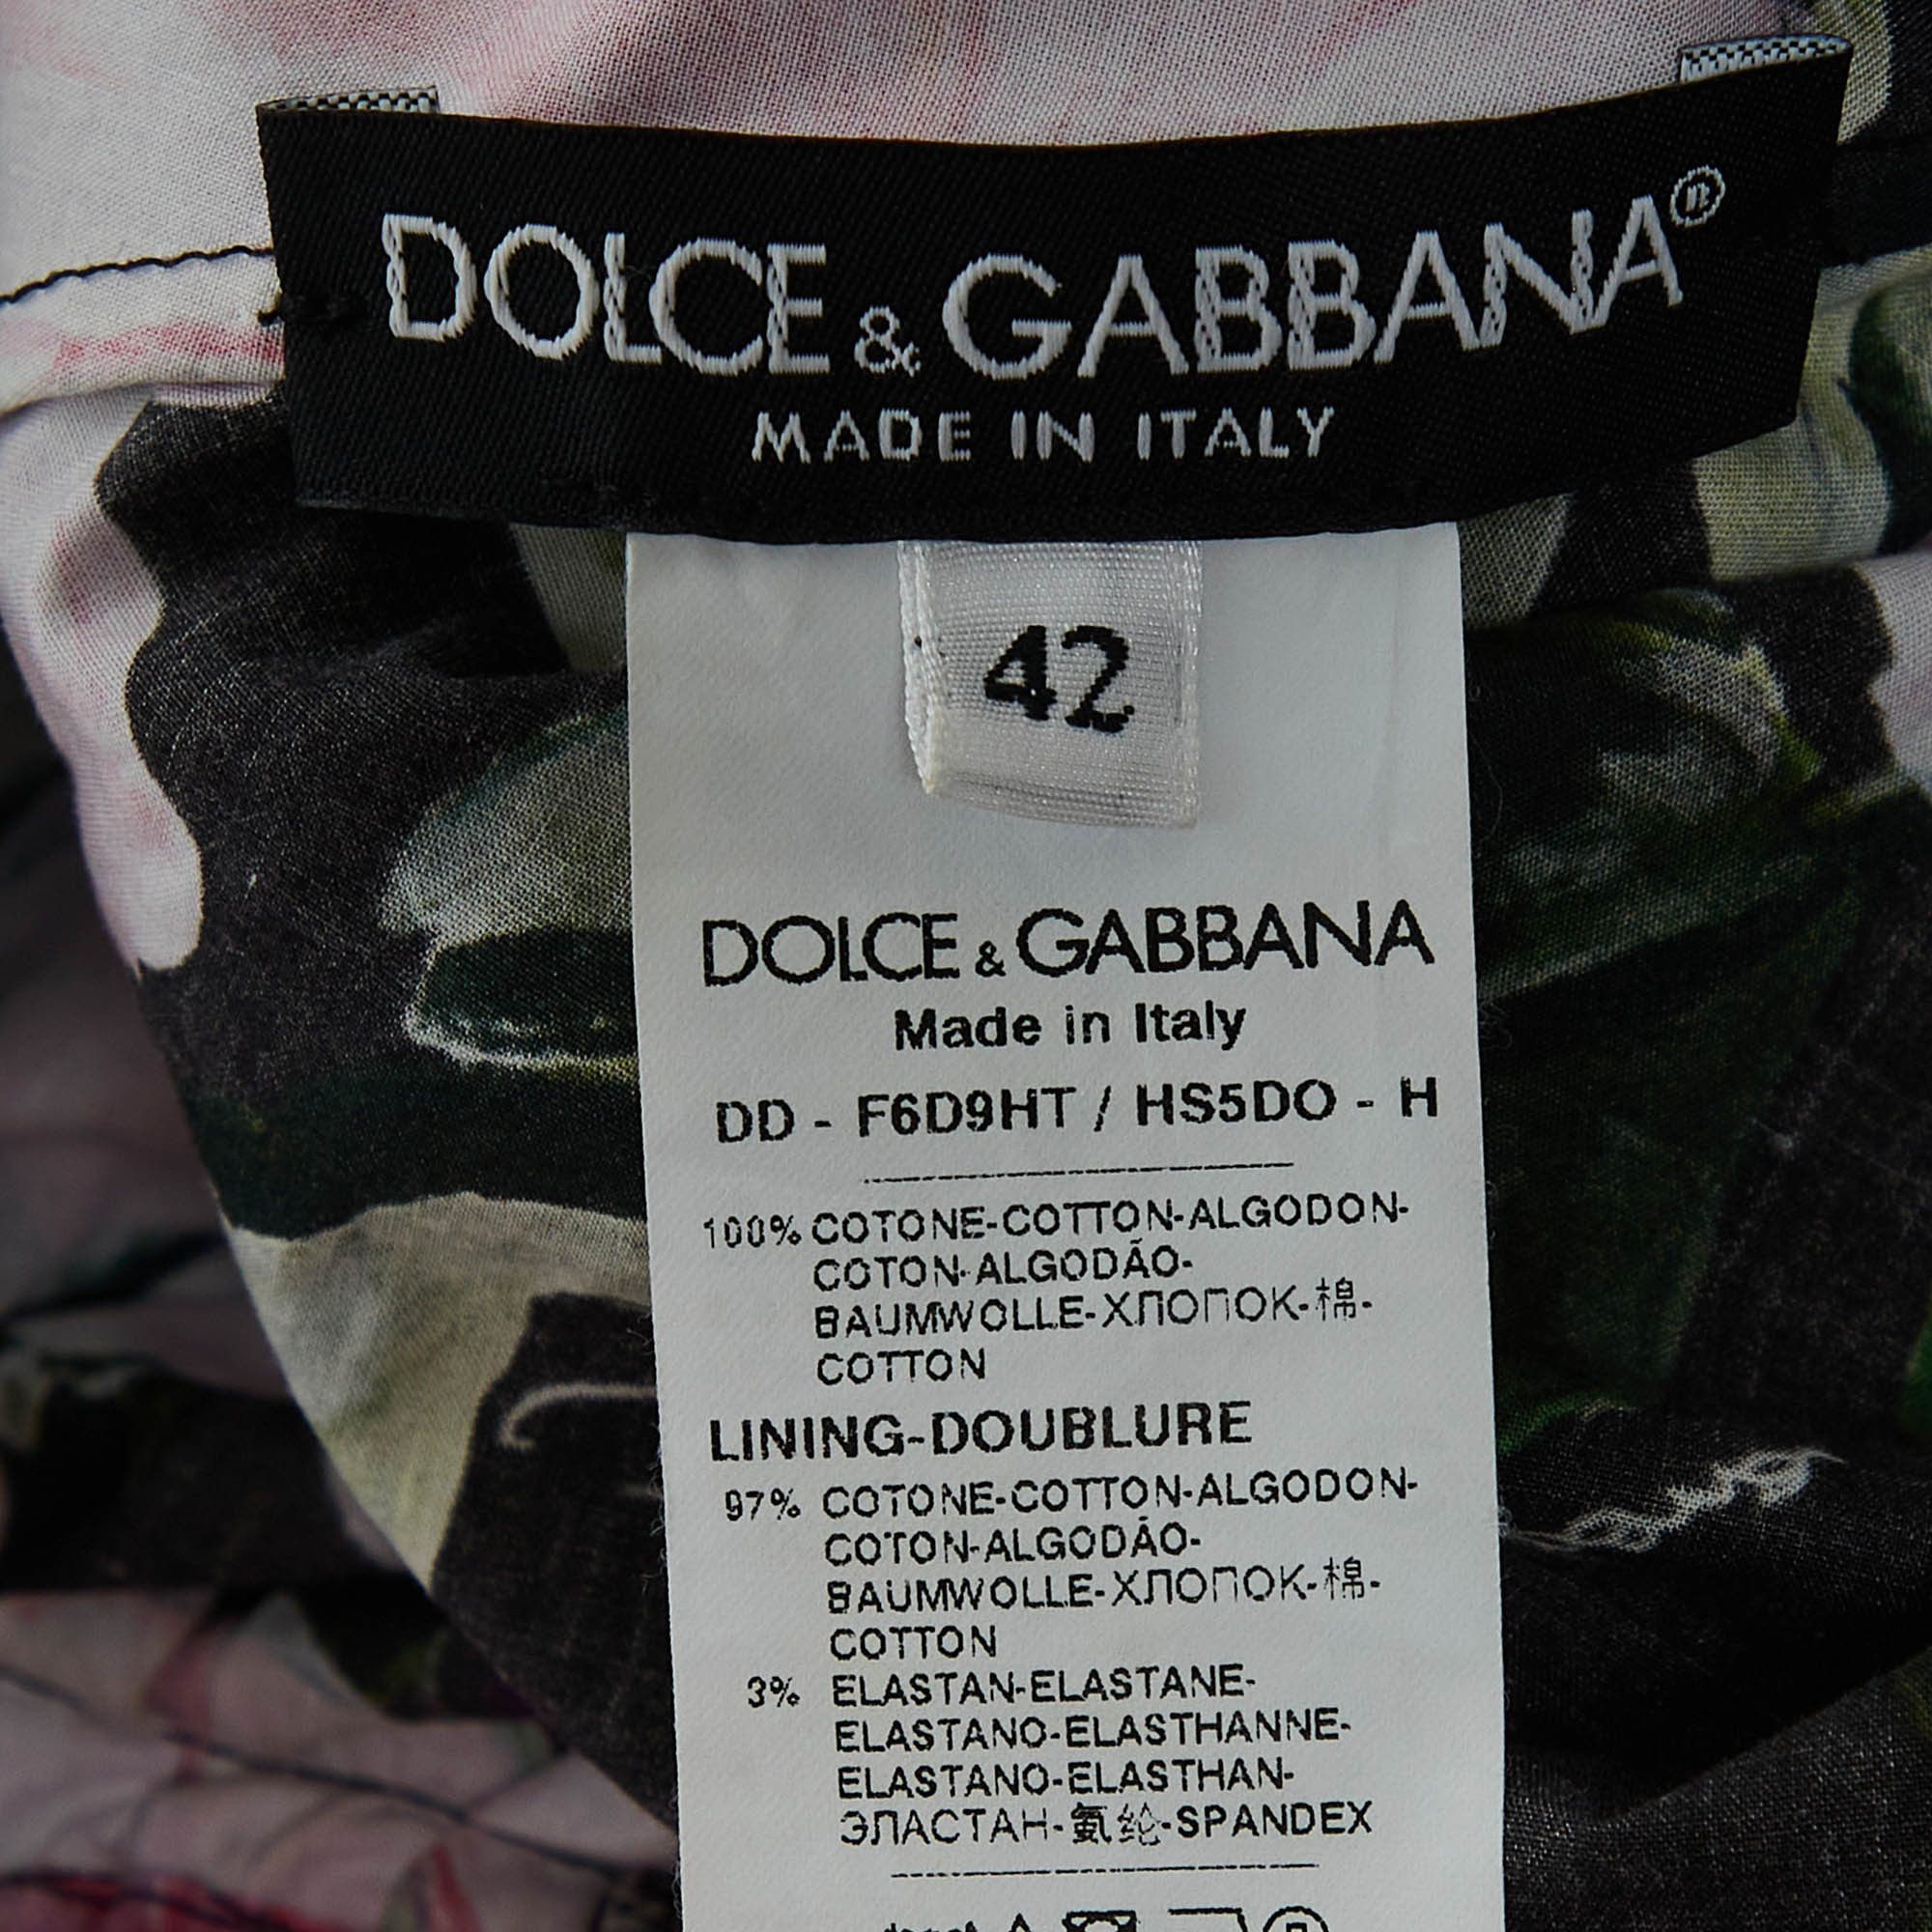 DOLCE & GABBANA®
MADE IN ITALY
42
DOLCE & GABBANA
Made in Italy
DD - F6D9HT / HS5DO - H
100% COTONE-COTTON-ALGODON-
COTON-ALGODÃO-
BAUMWOLLE-ХЛОПОК-棉-
COTTON
LINING-DOUBLURE
97% COTONE-COTTON-ALGODON-
COTON-ALGODÃO-
BAUMWOLLE-ХЛОПОК-棉-
COTTON
3% ELASTAN-ELASTANE-
ELASTANO-ELASTHANNE-
ELASTANO-ELASTHAN-
ЭЛАСТАН-氨纶-SPANDEX